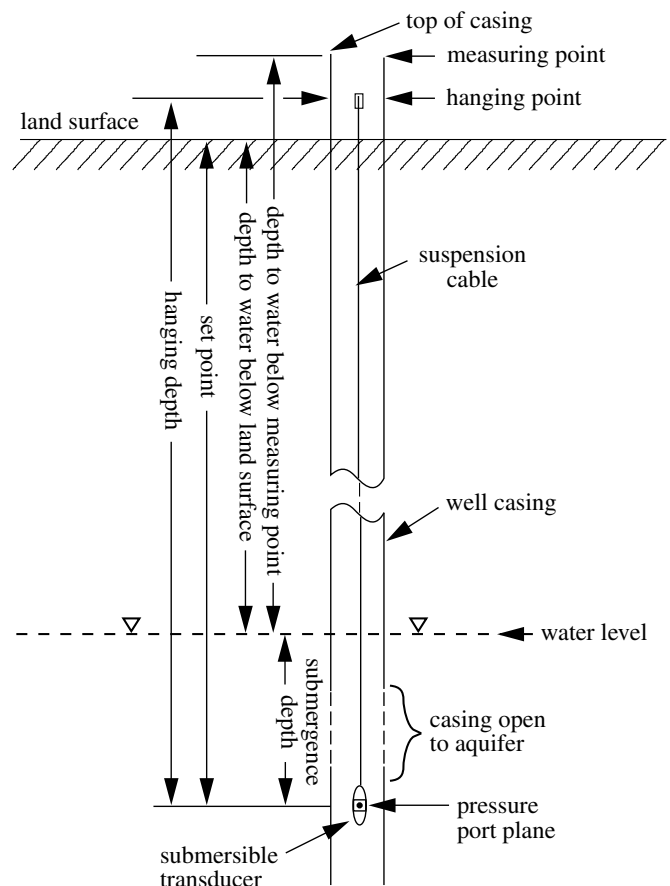 top of casing
measuring point
hanging point
land surface
suspension
cable
hanging depth
set point
depth to water below land surface
depth to water below measuring point
well casing
water level
submergence
depth
casing open
to aquifer
pressure
port plane
submersible
transducer